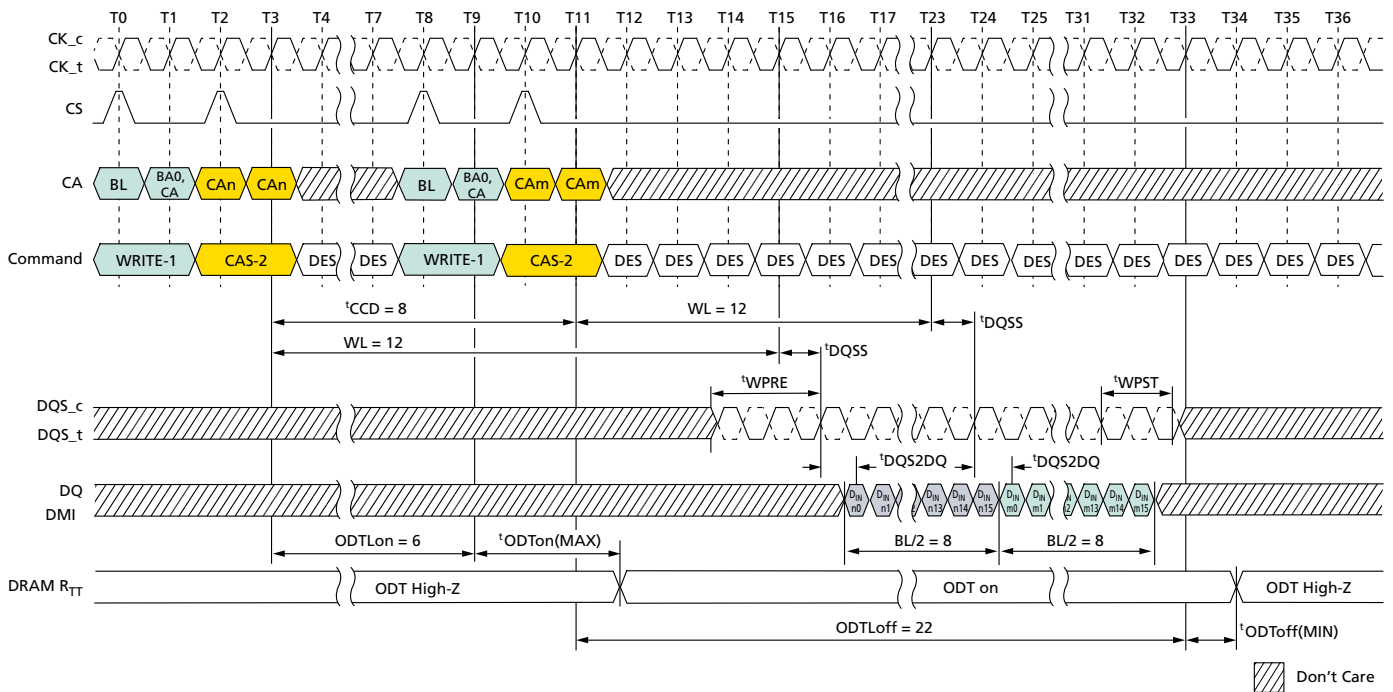 T0 T1 T2 T3 T4 T7 T8 T9 T10 T11 T12 T13 T14 T15 T16 T17 T23 T24 T25 T31 T32 T33 T34 T35 T36
CK_c
CK_t
CS
CA BL BA0, CA CAn CAn BL BA0, CA CAm CAm
Command WRITE-1 CAS-2 DES DES WRITE-1 CAS-2 DES DES DES DES DES DES DES DES DES DES DES DES DES DES DES
tCCD = 8 WL = 12 tDQSS
WL = 12 tDQSS
tWPRE tWPST
DQS_c
DQS_t
tDQS2DQ tDQS2DQ
DQ
DMI
DIN n0 DIN n1 DIN n13 DIN n14 DIN n15 DIN m0 DIN m1 DIN m13 DIN m14 DIN m15
ODTLon = 6 tODTon(MAX) BL/2 = 8 BL/2 = 8
DRAM RTT ODT High-Z ODT on ODT High-Z
ODTLoff = 22 tODToff(MIN)
Don't Care